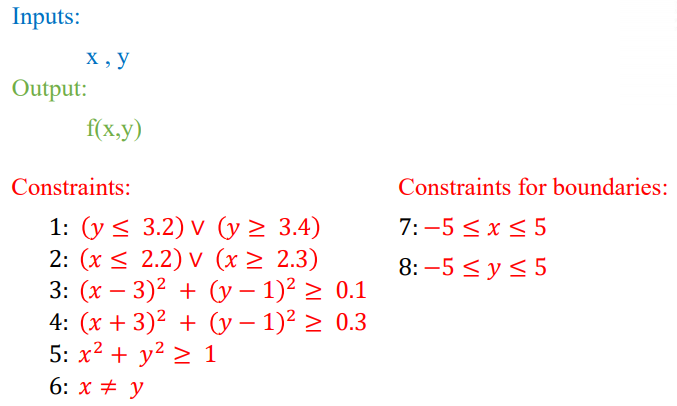 Inputs:
x , y
Output:
f(x,y)
Constraints:
1: (y ≤ 3.2) ∨ (y ≥ 3.4)
2: (x ≤ 2.2) ∨ (x ≥ 2.3)
3: (x − 3)² + (y − 1)² ≥ 0.1
4: (x + 3)² + (y − 1)² ≥ 0.3
5: x² + y² ≥ 1
6: x ≠ y
Constraints for boundaries:
7: −5 ≤ x ≤ 5
8: −5 ≤ y ≤ 5